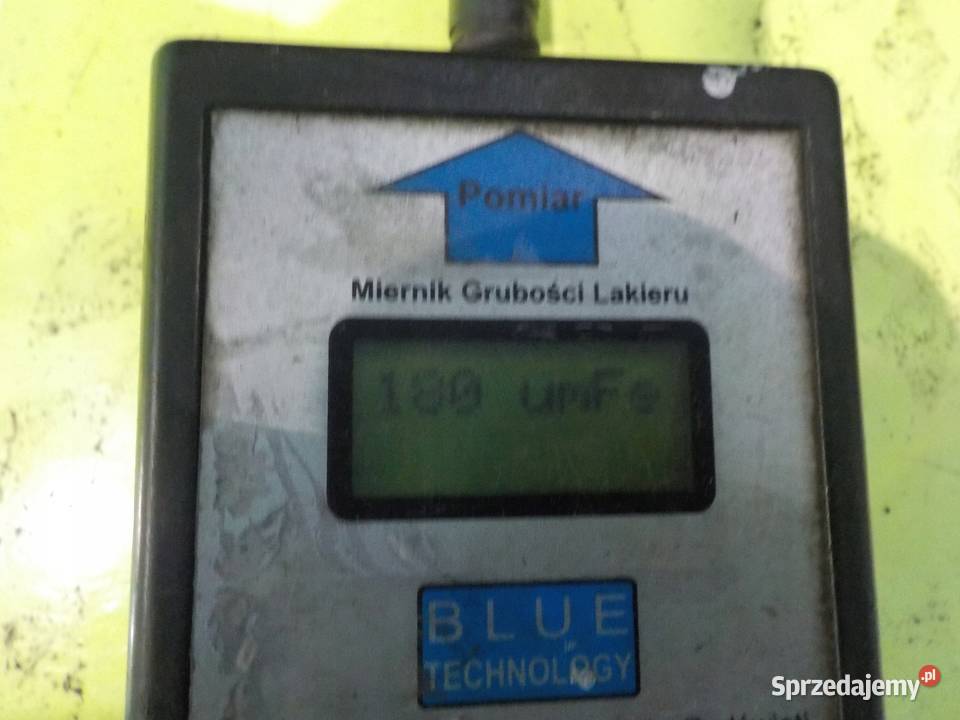 Pomiar
Miernik Grubości Lakieru
180 umFe
BLUE
TECHNOLOGY
Sprzedajemy.pl